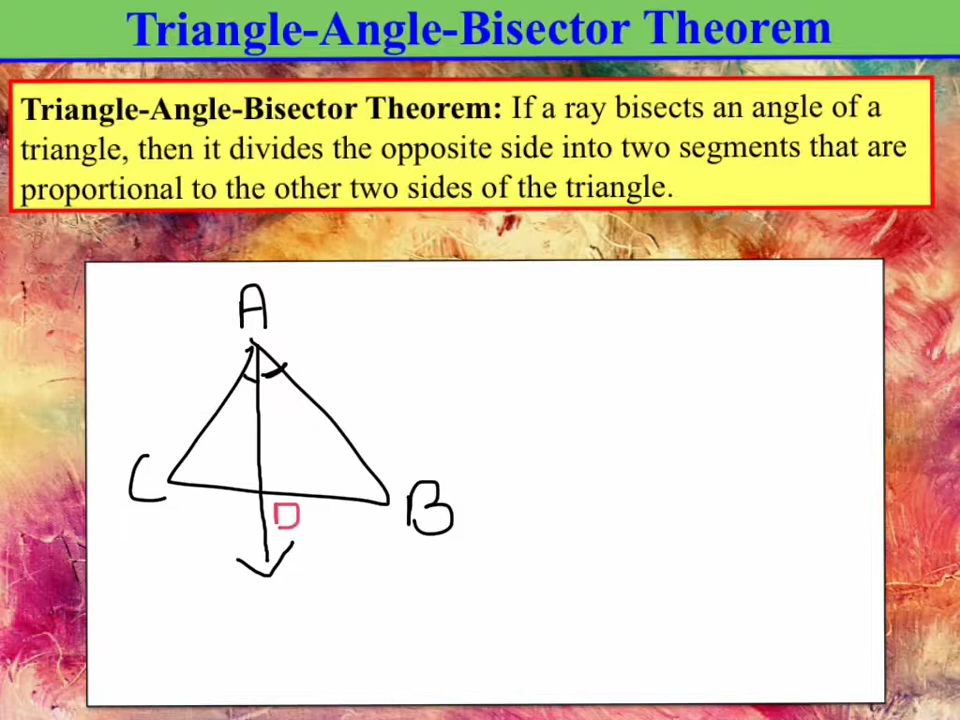 Triangle-Angle-Bisector Theorem
Triangle-Angle-Bisector Theorem: If a ray bisects an angle of a
triangle, then it divides the opposite side into two segments that are
proportional to the other two sides of the triangle.
A
C
B
D